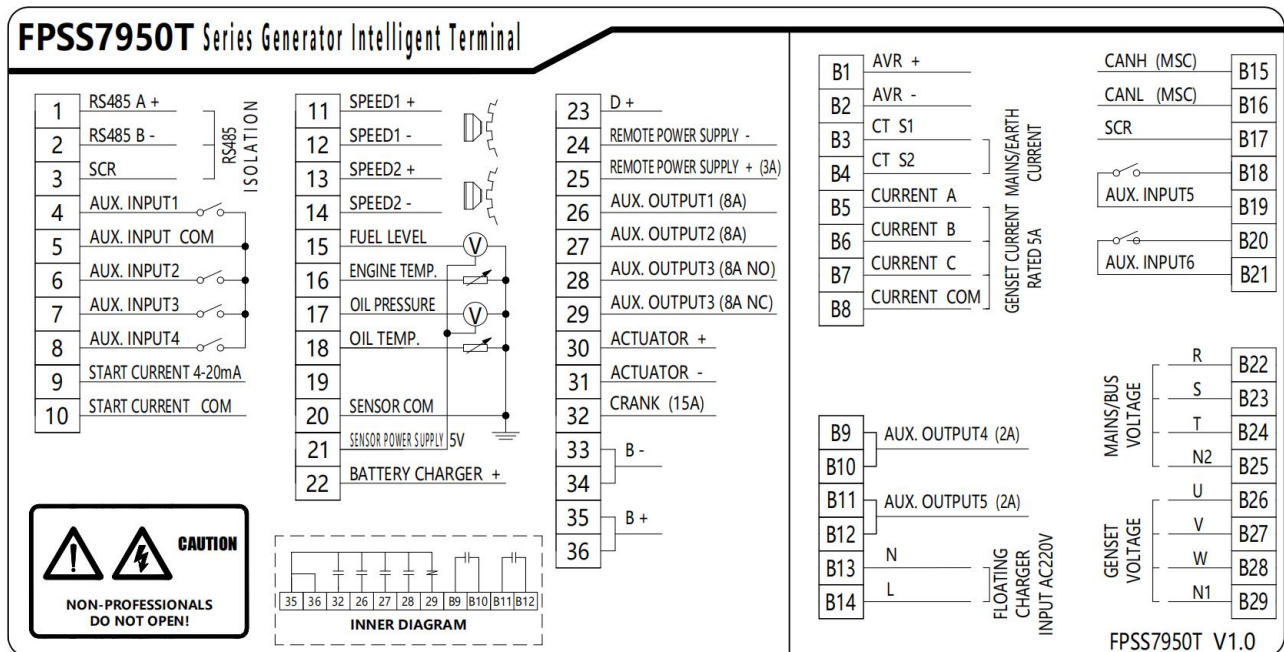 FPSS7950T Series Generator Intelligent Terminal
1 RS485 A +
2 RS485 B -
3 SCR
RS485 ISOLATION
4 AUX. INPUT1
5 AUX. INPUT COM
6 AUX. INPUT2
7 AUX. INPUT3
8 AUX. INPUT4
9 START CURRENT 4-20mA
10 START CURRENT COM
11 SPEED1 +
12 SPEED1 -
13 SPEED2 +
14 SPEED2 -
15 FUEL LEVEL
V
16 ENGINE TEMP.
17 OIL PRESSURE
V
18 OIL TEMP.
19
20 SENSOR COM
21 SENSOR POWER SUPPLY 5V
22 BATTERY CHARGER +
23 D +
24 REMOTE POWER SUPPLY -
25 REMOTE POWER SUPPLY + (3A)
26 AUX. OUTPUT1 (8A)
27 AUX. OUTPUT2 (8A)
28 AUX. OUTPUT3 (8A NO)
29 AUX. OUTPUT3 (8A NC)
30 ACTUATOR +
31 ACTUATOR -
32 CRANK (15A)
33 B -
34
35 B +
36
CAUTION
NON-PROFESSIONALS
DO NOT OPEN!
35 36 32 26 27 28 29 B9 B10 B11 B12
INNER DIAGRAM
B1 AVR +
B2 AVR -
B3 CT S1
B4 CT S2
MAINS/EARTH
CURRENT
B5 CURRENT A
B6 CURRENT B
B7 CURRENT C
B8 CURRENT COM
GENSET CURRENT
RATED 5A
B9 AUX. OUTPUT4 (2A)
B10
B11 AUX. OUTPUT5 (2A)
B12
B13 N
B14 L
FLOATING
CHARGER
INPUT AC220V
CANH (MSC) B15
CANL (MSC) B16
SCR B17
B18
AUX. INPUT5 B19
B20
AUX. INPUT6 B21
MAINS/BUS
VOLTAGE
R B22
S B23
T B24
N2 B25
GENSET
VOLTAGE
U B26
V B27
W B28
N1 B29
FPSS7950T V1.0